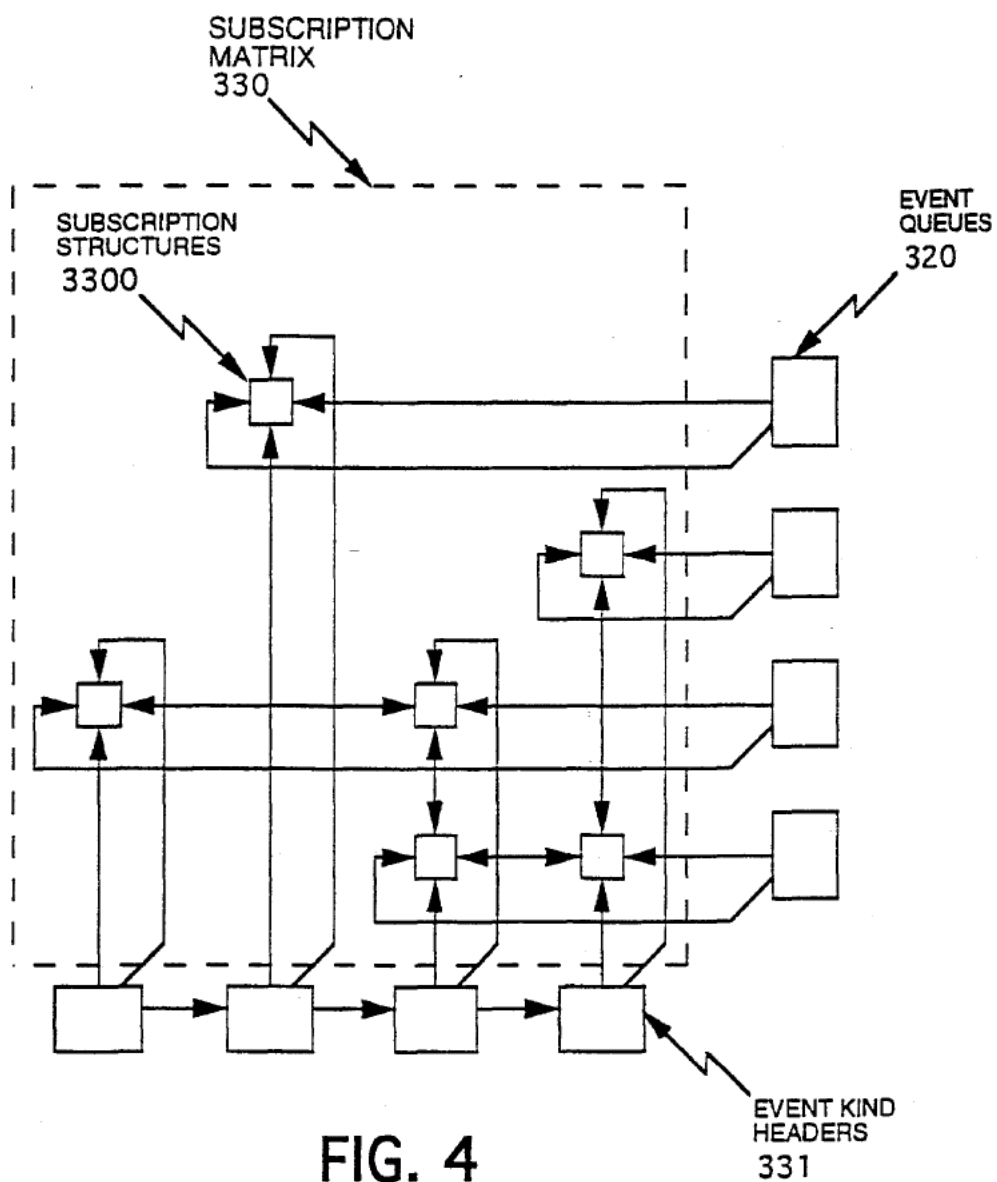 SUBSCRIPTION
MATRIX
330
SUBSCRIPTION
STRUCTURES
3300
EVENT
QUEUES
320
EVENT KIND
HEADERS
331
FIG. 4